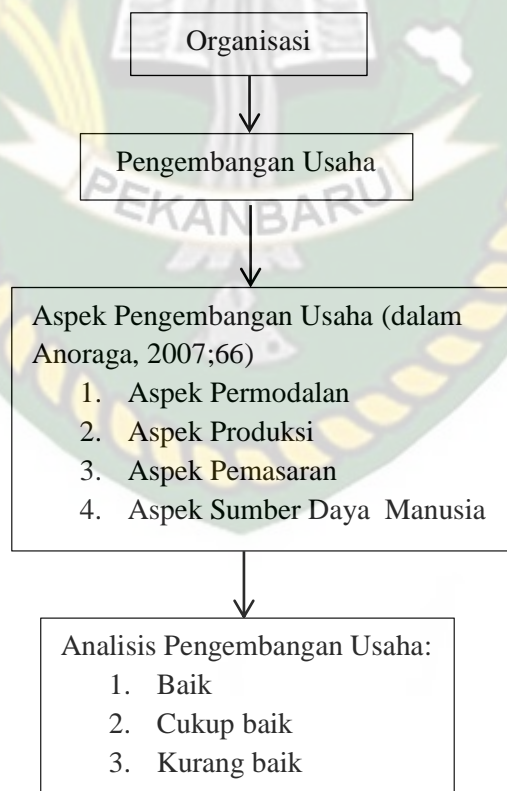 Organisasi
Pengembangan Usaha
PEKANBARU
Aspek Pengembangan Usaha (dalam
Anoraga, 2007;66)
1. Aspek Permodalan
2. Aspek Produksi
3. Aspek Pemasaran
4. Aspek Sumber Daya Manusia
Analisis Pengembangan Usaha:
1. Baik
2. Cukup baik
3. Kurang baik